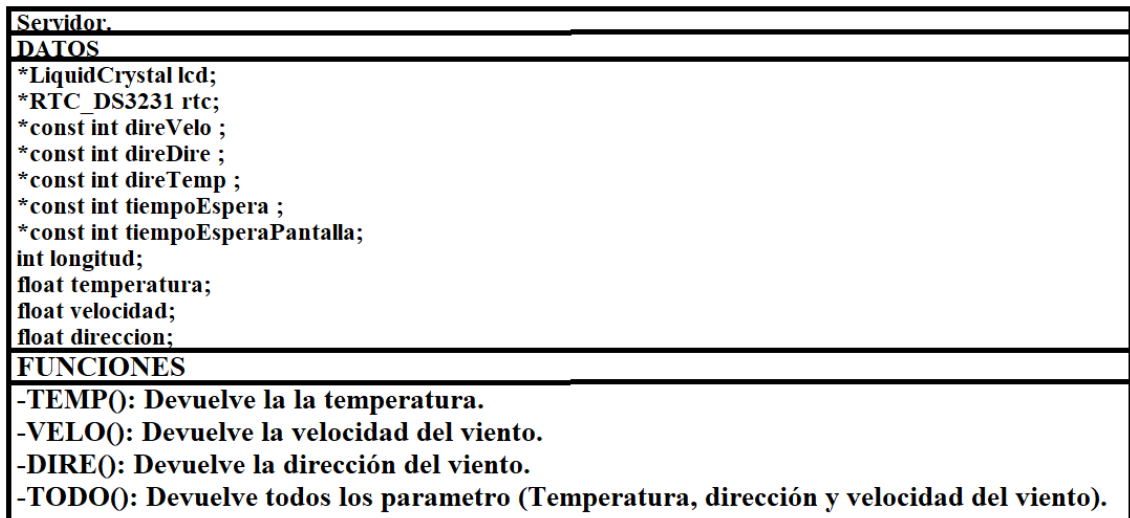 Servidor.
DATOS
*LiquidCrystal lcd;
*RTC_DS3231 rtc;
*const int direVelo ;
*const int direDire ;
*const int direTemp ;
*const int tiempoEspera ;
*const int tiempoEsperaPantalla;
int longitud;
float temperatura;
float velocidad;
float direccion;
FUNCIONES
-TEMP(): Devuelve la la temperatura.
-VELO(): Devuelve la velocidad del viento.
-DIRE(): Devuelve la dirección del viento.
-TODO(): Devuelve todos los parametro (Temperatura, dirección y velocidad del viento).